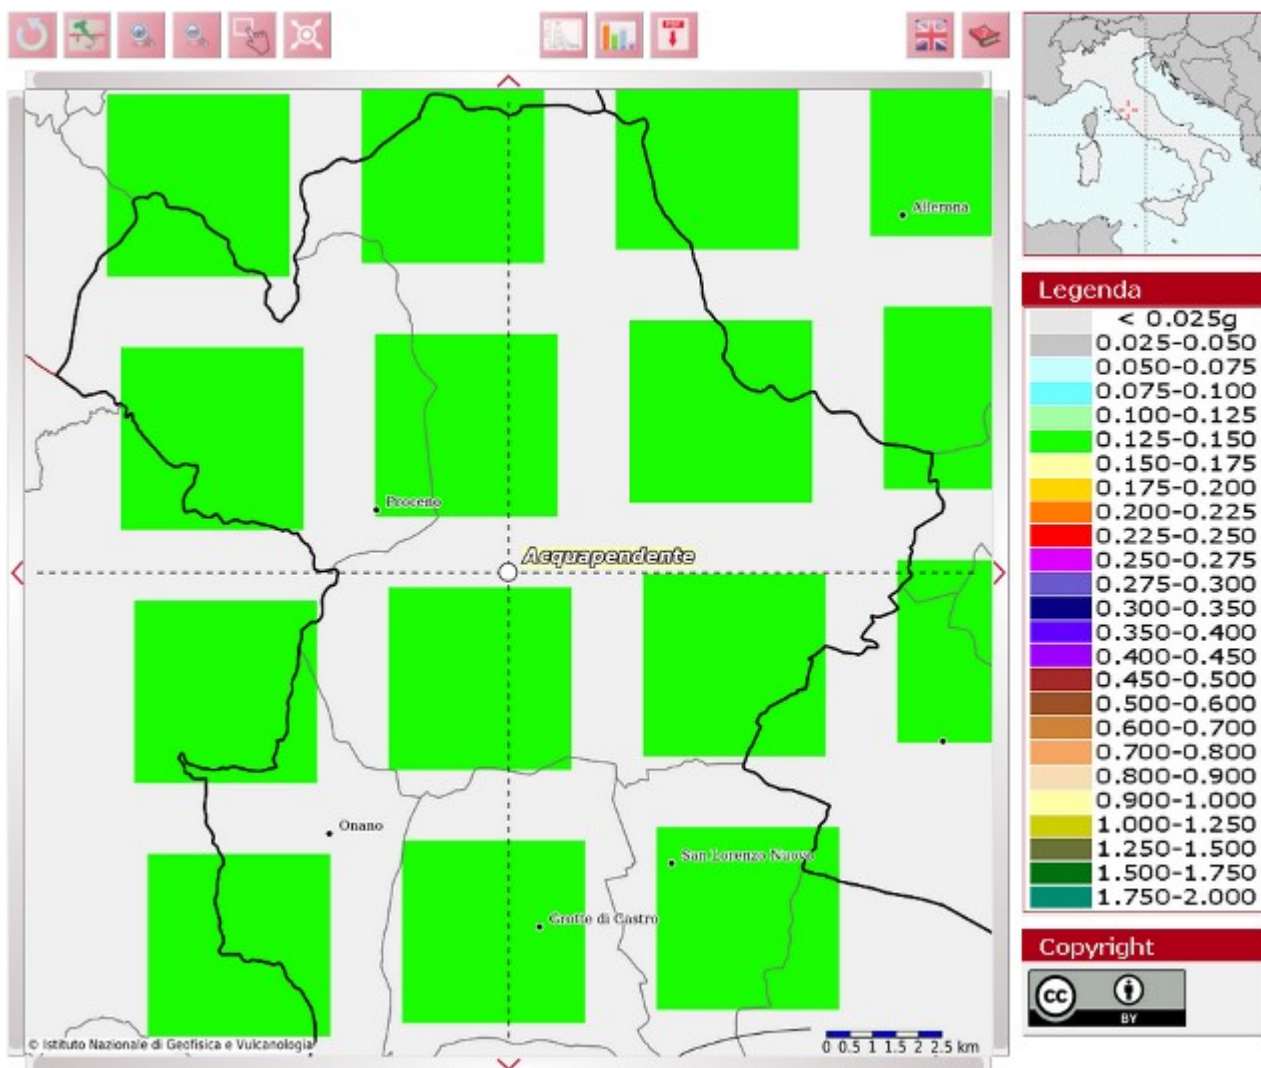 PDF
Allerona
Proceno
Acquapendente
Onano
San Lorenzo Nuovo
Grotte di Castro
© Istituto Nazionale di Geofisica e Vulcanologia
0 0.5 1 1.5 2 2.5 km
Legenda
< 0.025g
0.025-0.050
0.050-0.075
0.075-0.100
0.100-0.125
0.125-0.150
0.150-0.175
0.175-0.200
0.200-0.225
0.225-0.250
0.250-0.275
0.275-0.300
0.300-0.350
0.350-0.400
0.400-0.450
0.450-0.500
0.500-0.600
0.600-0.700
0.700-0.800
0.800-0.900
0.900-1.000
1.000-1.250
1.250-1.500
1.500-1.750
1.750-2.000
Copyright
cc
BY